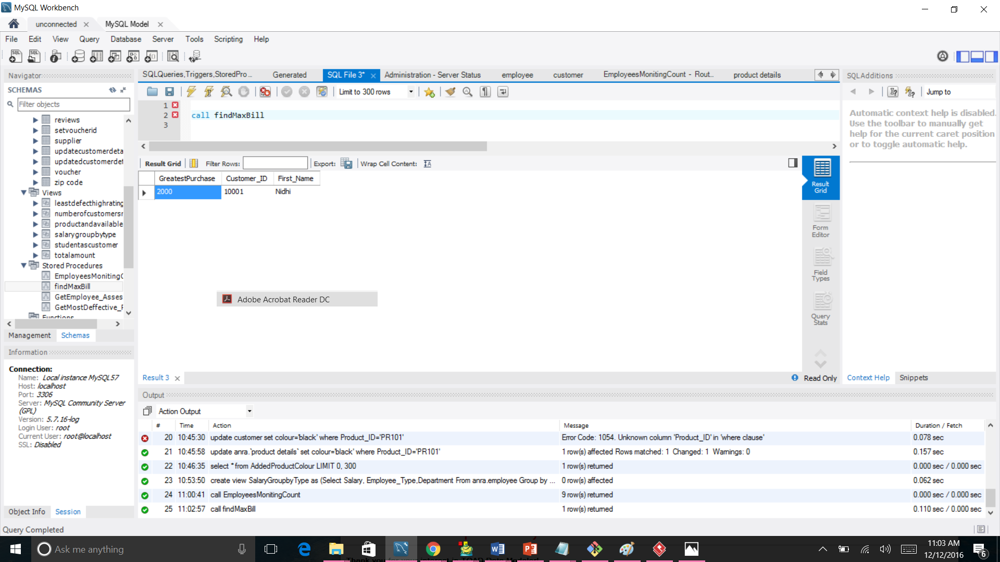 MySQL Workbench
unconnected
MySQL Model
File Edit View Query Database Server Tools Scripting Help
Navigator
SCHEMAS
Filter objects
reviews
setvoucherid
supplier
updatecustomerdeta
updatedcustomerdet
voucher
zip code
Views
leastdefecthighrating
numberofcustomersr
productandavailable
salarygroupbytype
studentascustomer
totalamount
Stored Procedures
EmployeesMonitingC
findMaxBill
GetEmployee_Asses
GetMostDeffective_F
Functions
Management Schemas
Information
Connection:
Name: Local instance MySQL57
Host: localhost
Port: 3306
Server: MySQL Community Server
(GPL)
Version: 5.7.16-log
Login User: root
Current User: root@localhost
SSL: Disabled
Object Info Session
Query Completed
SQLQueries,Triggers,StoredPro... Generated SQL File 3* Administration - Server Status employee customer EmployeesMonitingCount - Rout... product details
Limit to 300 rows
1
2 call findMaxBill
3
Result Grid Filter Rows: Export: Wrap Cell Content:
GreatestPurchase Customer_ID First_Name
2000 10001 Nidhi
Adobe Acrobat Reader DC
Result
Grid
Form
Editor
Field
Types
Query
Stats
Result 3
Read Only
SQLAdditions
Jump to
Automatic context help is disabled.
Use the toolbar to manually get
help for the current caret position
or to toggle automatic help.
Context Help Snippets
Output
Action Output
# Time Action Message Duration / Fetch
20 10:45:30 update customer set colour='black' where Product_ID='PR101' Error Code: 1054. Unknown column 'Product_ID' in 'where clause' 0.078 sec
21 10:45:58 update anra.`product details` set colour='black' where Product_ID='PR101' 1 row(s) affected Rows matched: 1 Changed: 1 Warnings: 0 0.157 sec
22 10:46:35 select * from AddedProductColour LIMIT 0, 300 1 row(s) returned 0.000 sec / 0.000 sec
23 10:53:50 create view SalaryGroupbyType as (Select Salary, Employee_Type,Department From anra.employee Group by ... 0 row(s) affected 0.062 sec
24 11:00:41 call EmployeesMonitingCount 9 row(s) returned 0.000 sec / 0.000 sec
25 11:02:57 call findMaxBill 1 row(s) returned 0.110 sec / 0.000 sec
Ask me anything
11:03 AM
12/12/2016
6